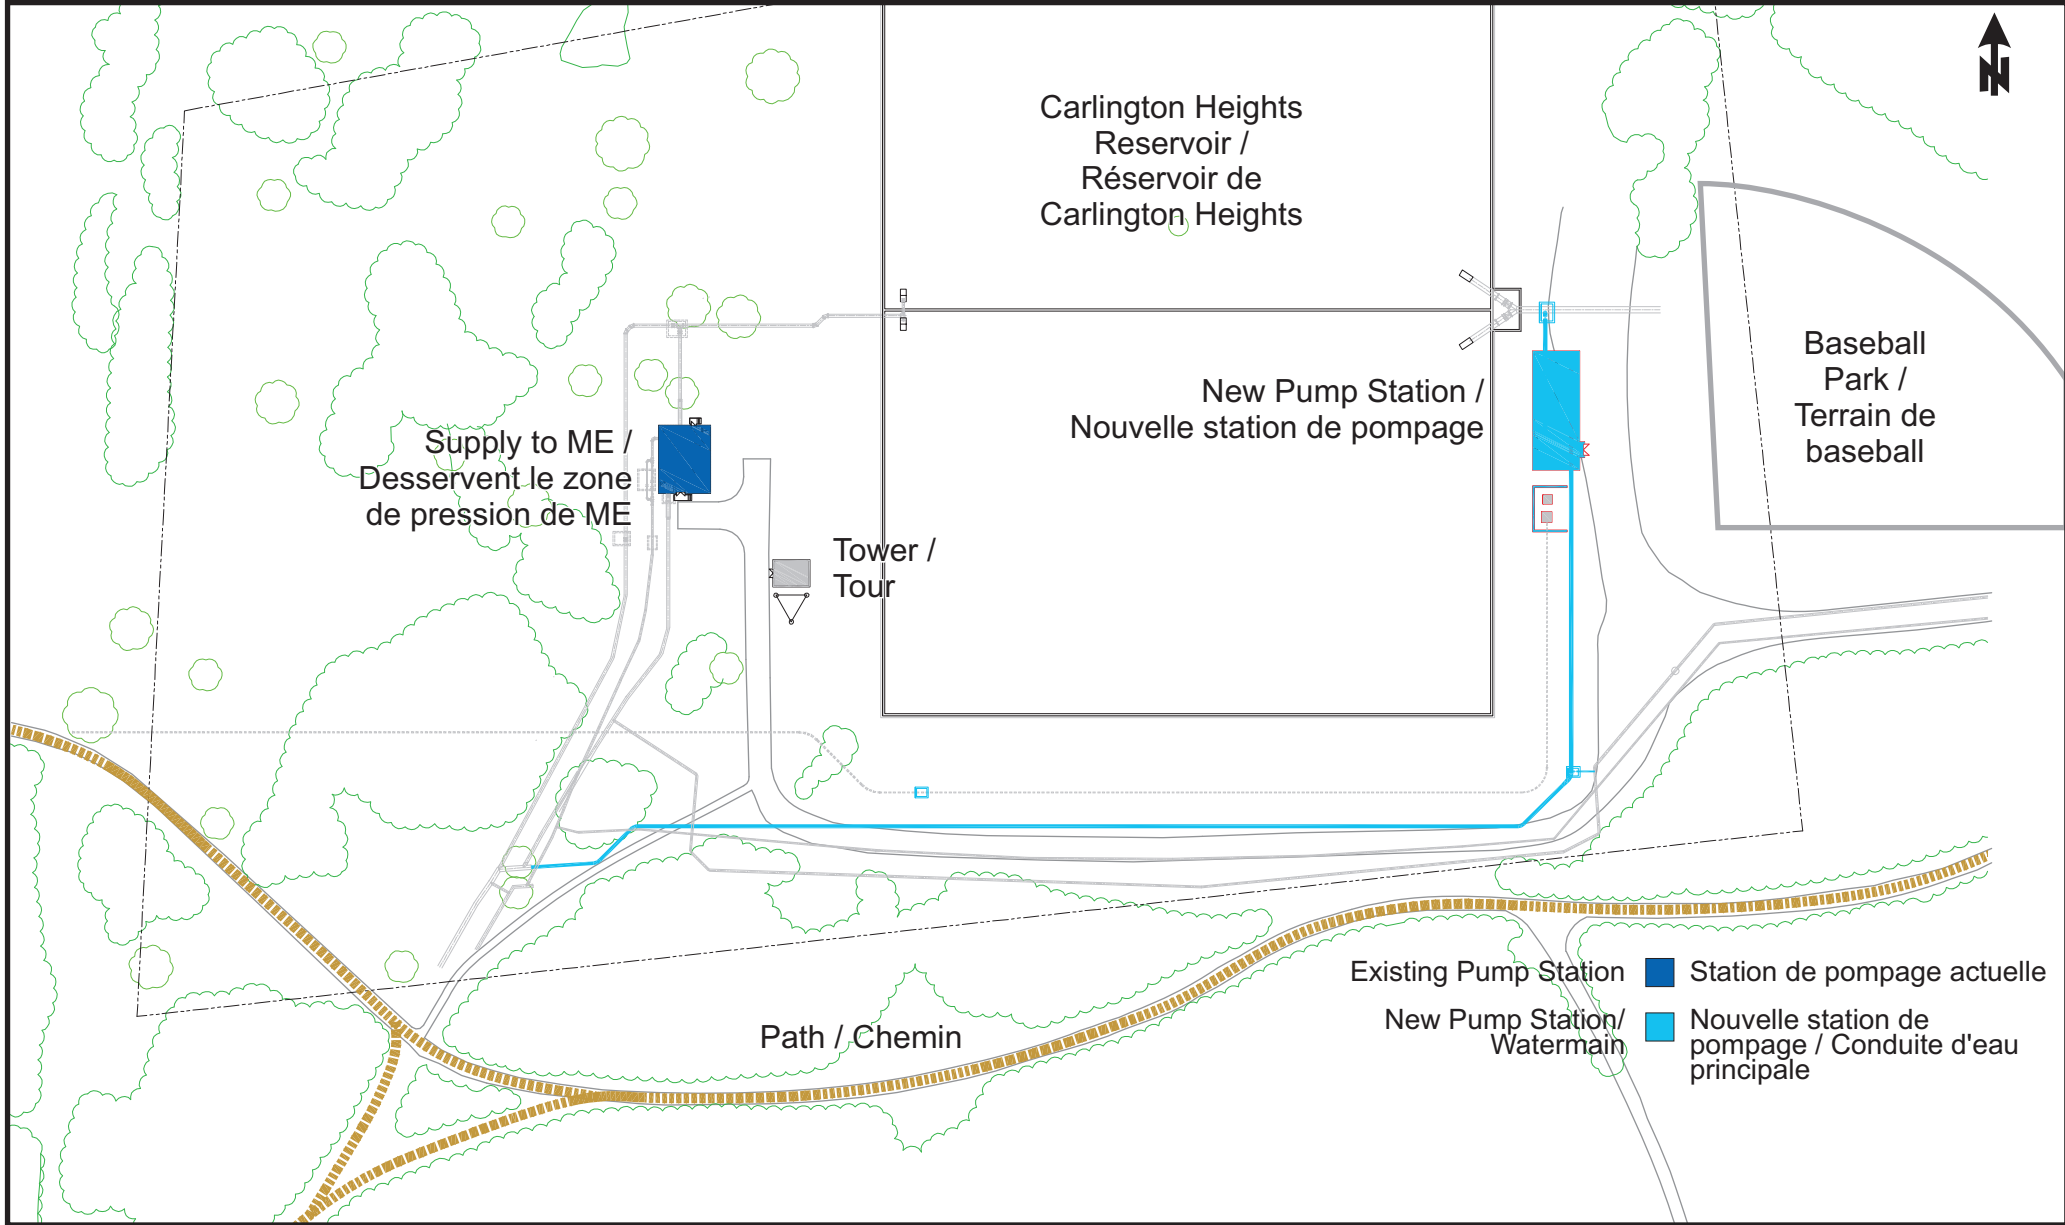 N
Carlington Heights
Reservoir /
Réservoir de
Carlington Heights
Baseball
Park /
Terrain de
baseball
New Pump Station /
Nouvelle station de pompage
Supply to ME /
Desservent le zone
de pression de ME
Tower /
Tour
Existing Pump Station
Station de pompage actuelle
New Pump Station/
Watermain
Nouvelle station de
pompage / Conduite d'eau
principale
Path / Chemin